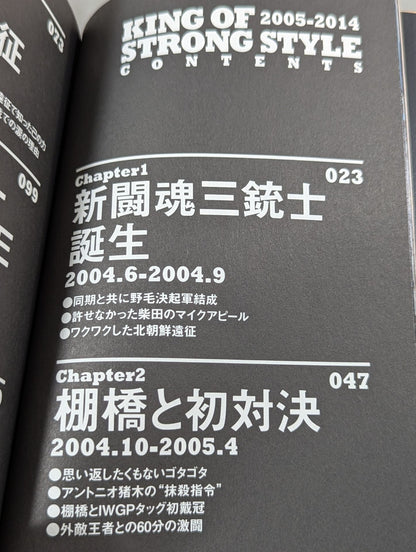 KING OF 2005-2014
STRONG STYLE
CONTENTS
Chapter1 023
新闘魂三銃士
誕生
2004.6-2004.9
●同期と共に野毛決起軍結成
●許せなかった柴田のマイクアピール
●ワクワクした北朝鮮遠征
Chapter2 047
棚橋と初対決
2004.10-2005.4
●思い返したくもないゴタゴタ
●アントニオ猪木の“抹殺指令”
●棚橋とIWGPタッグ初戴冠
●外敵王者との60分の激闘
征
073
099